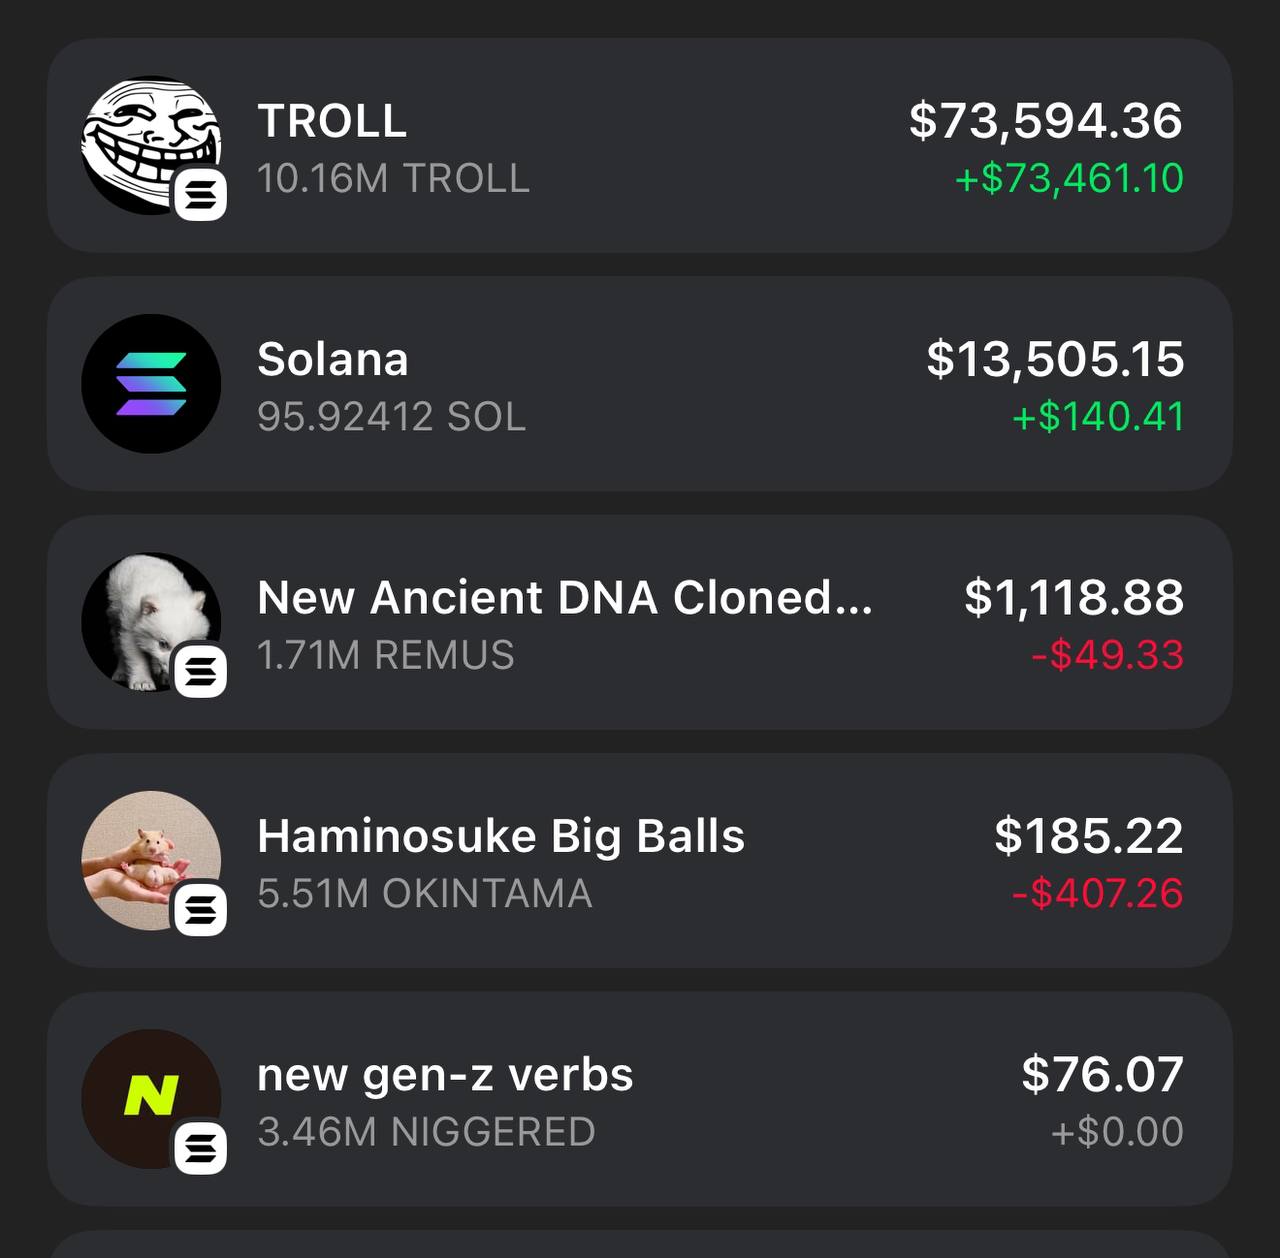 TROLL
$73,594.36
10.16M TROLL
+$73,461.10
Solana
$13,505.15
95.92412 SOL
+$140.41
New Ancient DNA Cloned...
$1,118.88
1.71M REMUS
-$49.33
Haminosuke Big Balls
$185.22
5.51M OKINTAMA
-$407.26
N
new gen-z verbs
$76.07
3.46M NIGGERED
+$0.00